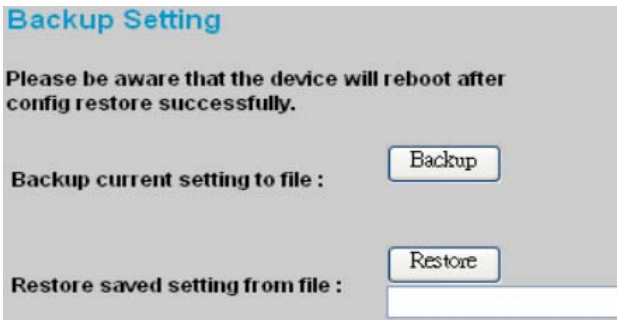 Backup Setting
Please be aware that the device will reboot after
config restore successfully.
Backup current setting to file :
Backup
Restore saved setting from file :
Restore